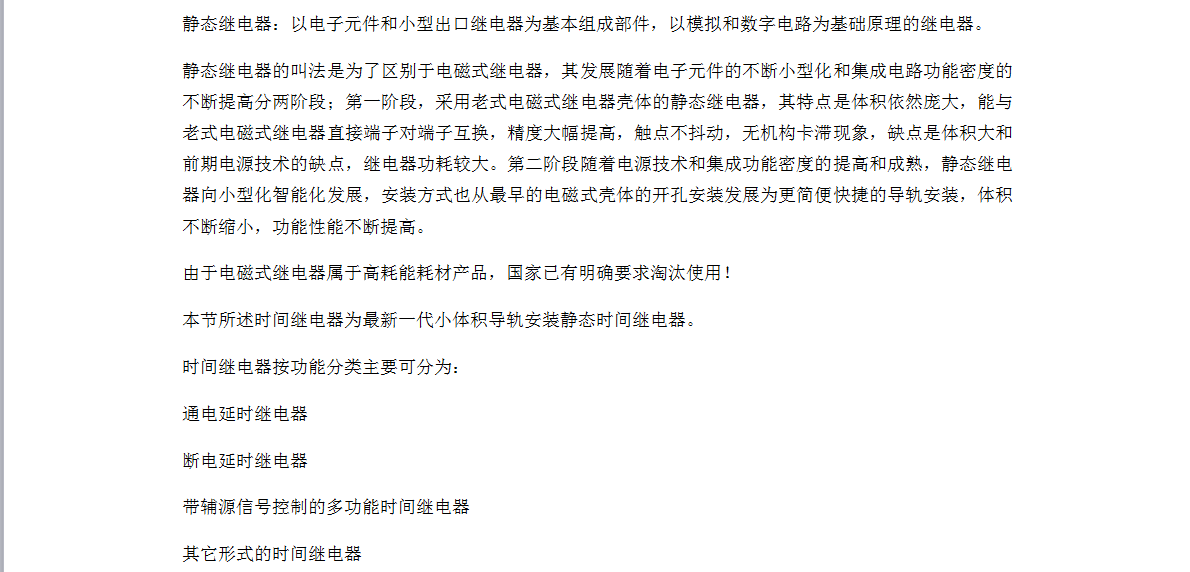 静态继电器：以电子元件和小型出口继电器为基本组成部件，以模拟和数字电路为基础原理的继电器。
静态继电器的叫法是为了区别于电磁式继电器，其发展随着电子元件的不断小型化和集成电路功能密度的
不断提高分两阶段；第一阶段，采用老式电磁式继电器壳体的静态继电器，其特点是体积依然庞大，能与
老式电磁式继电器直接端子对端子互换，精度大幅提高，触点不抖动，无机构卡滞现象，缺点是体积大和
前期电源技术的缺点，继电器功耗较大。第二阶段随着电源技术和集成功能密度的提高和成熟，静态继电
器向小型化智能化发展，安装方式也从最早的电磁式壳体的开孔安装发展为更简便快捷的导轨安装，体积
不断缩小，功能性能不断提高。
由于电磁式继电器属于高耗能耗材产品，国家已有明确要求淘汰使用！
本节所述时间继电器为最新一代小体积导轨安装静态时间继电器。
时间继电器按功能分类主要可分为：
通电延时继电器
断电延时继电器
带辅源信号控制的多功能时间继电器
其它形式的时间继电器